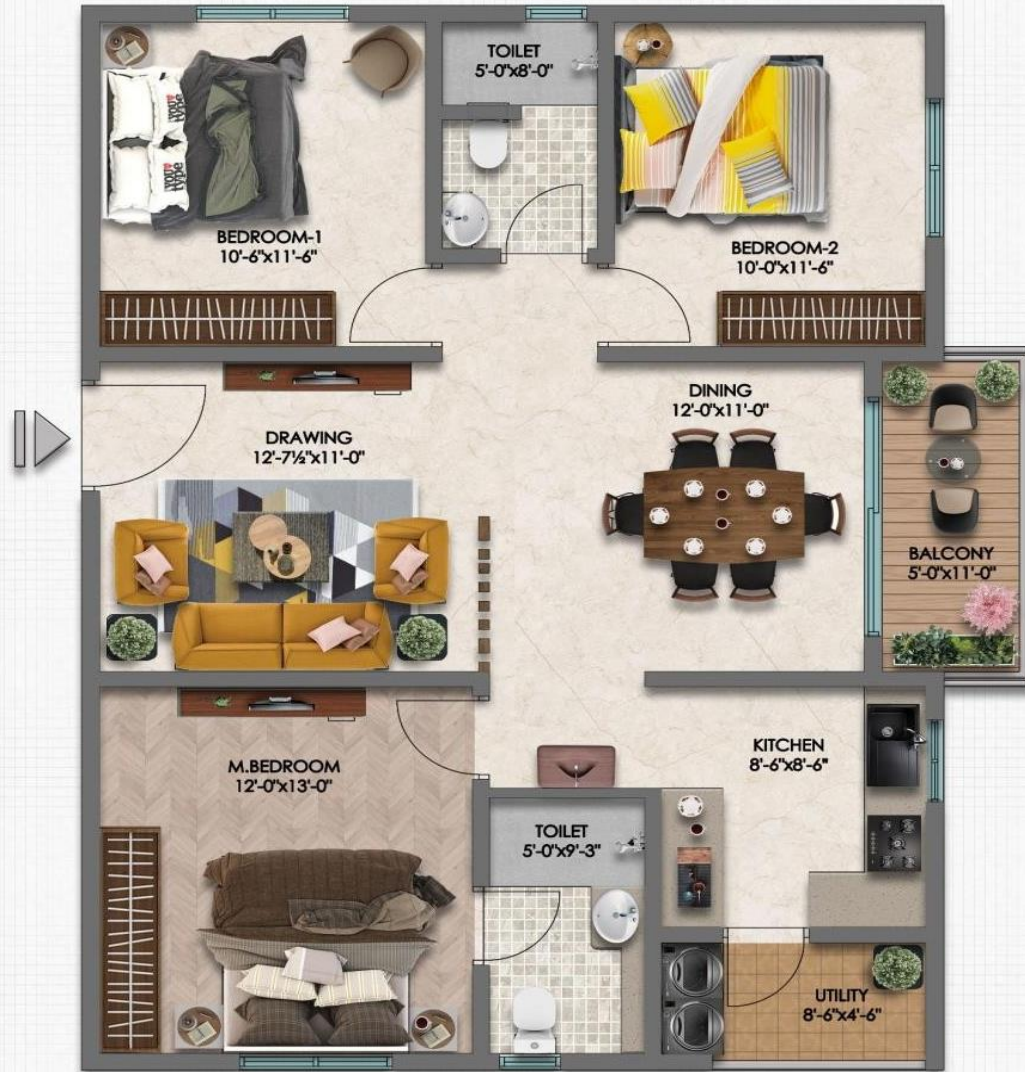 TOILET
5'-0"x8'-0"
BEDROOM-1
10'-6"x11'-6"
BEDROOM-2
10'-0"x11'-6"
DRAWING
12'-7½"x11'-0"
DINING
12'-0"x11'-0"
BALCONY
5'-0"x11'-0"
M.BEDROOM
12'-0"x13'-0"
KITCHEN
8'-6"x8'-6"
TOILET
5'-0"x9'-3"
UTILITY
8'-6"x4'-6"